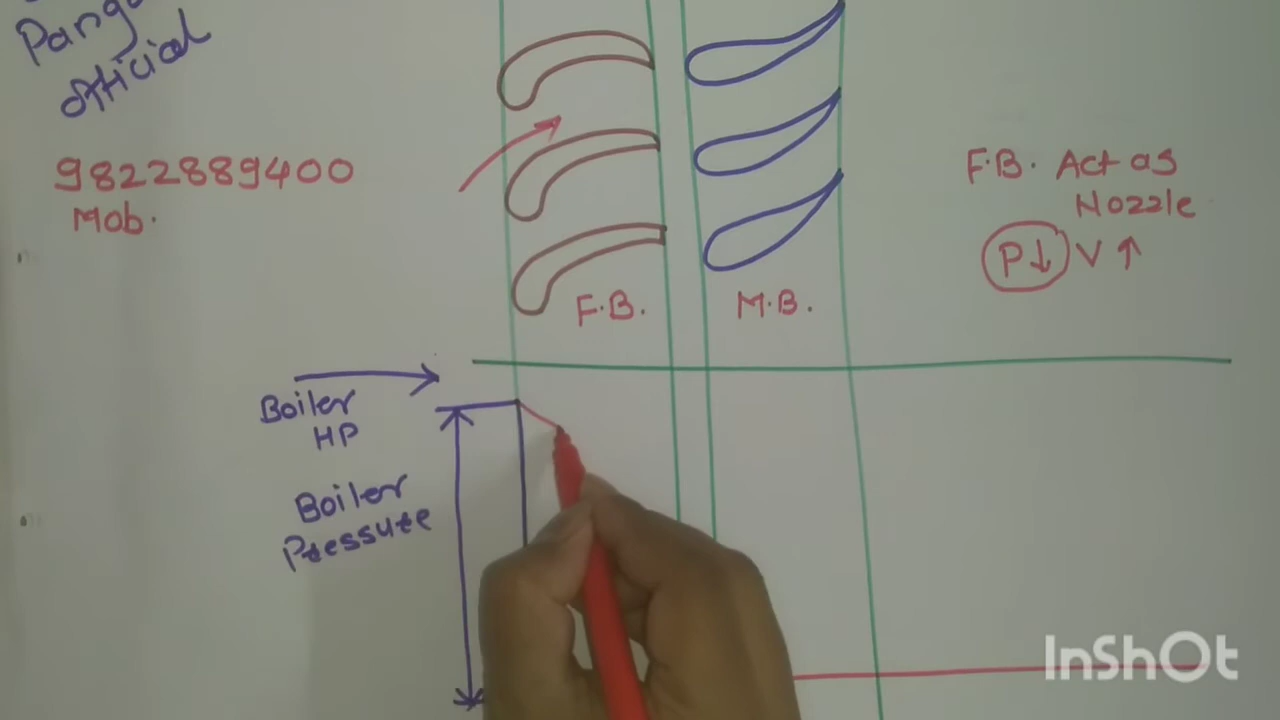 official
9822889400
Mob.
F.B. Act as
Nozzle
P↓ V↑
F.B.
M.B.
Boiler
HP
Boiler
Pressure
InShOt